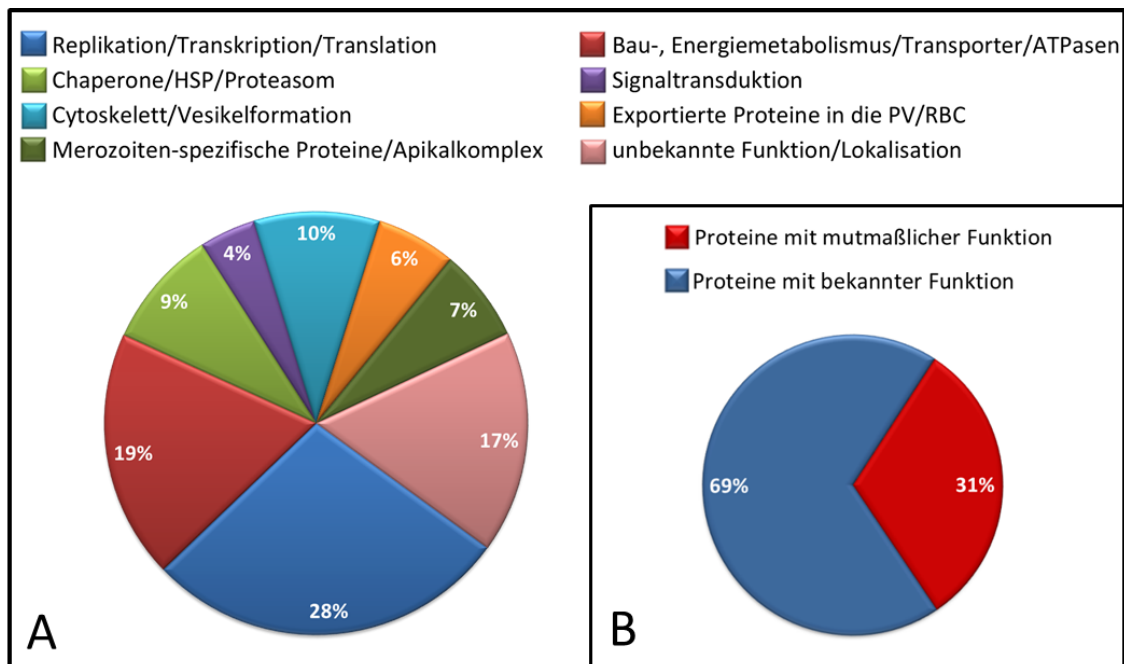 Replikation/Transkription/Translation
Bau-, Energiemetabolismus/Transporter/ATPasen
Chaperone/HSP/Proteasom
Signaltransduktion
Cytoskelett/Vesikelformation
Exportierte Proteine in die PV/RBC
Merozoiten-spezifische Proteine/Apikalkomplex
unbekannte Funktion/Lokalisation
4%
10%
6%
9%
7%
19%
17%
28%
A
Proteine mit mutmaßlicher Funktion
Proteine mit bekannter Funktion
69%
31%
B